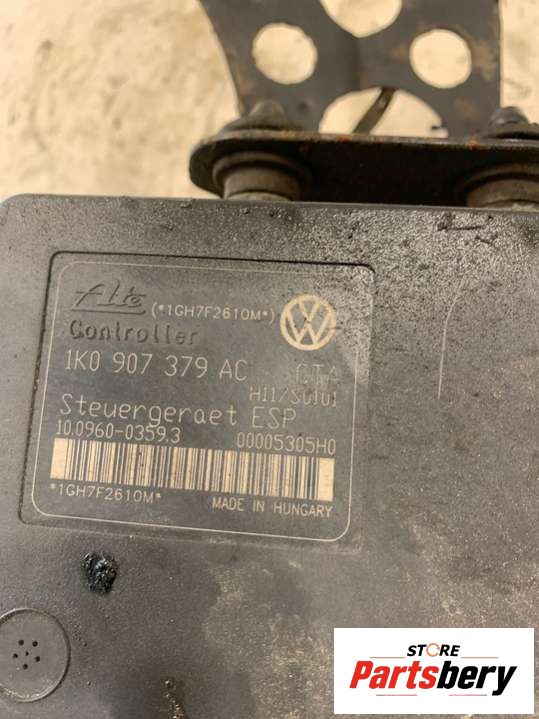 Ate (*1GH7F2610M*)
Controller
1K0 907 379 AC
H11/SG101
Steuergeraet ESP
10.0960-0359.3 00005305H0
*1GH7F2610M* MADE IN HUNGARY
STORE
Partsbery